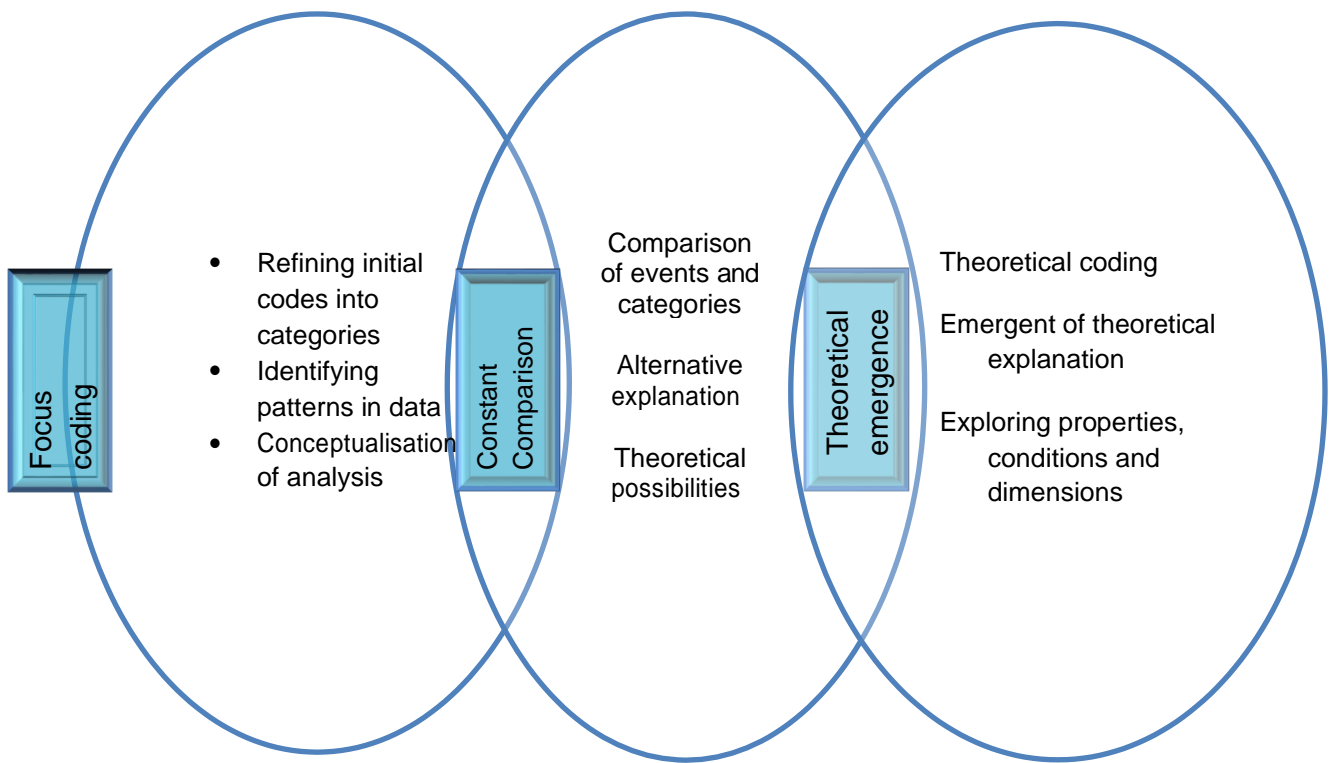 Focus
coding
• Refining initial
codes into
categories
• Identifying
patterns in data
• Conceptualisation
of analysis
Constant
Comparison
Comparison
of events and
categories
Alternative
explanation
Theoretical
possibilities
Theoretical
emergence
Theoretical coding
Emergent of theoretical
explanation
Exploring properties,
conditions and
dimensions